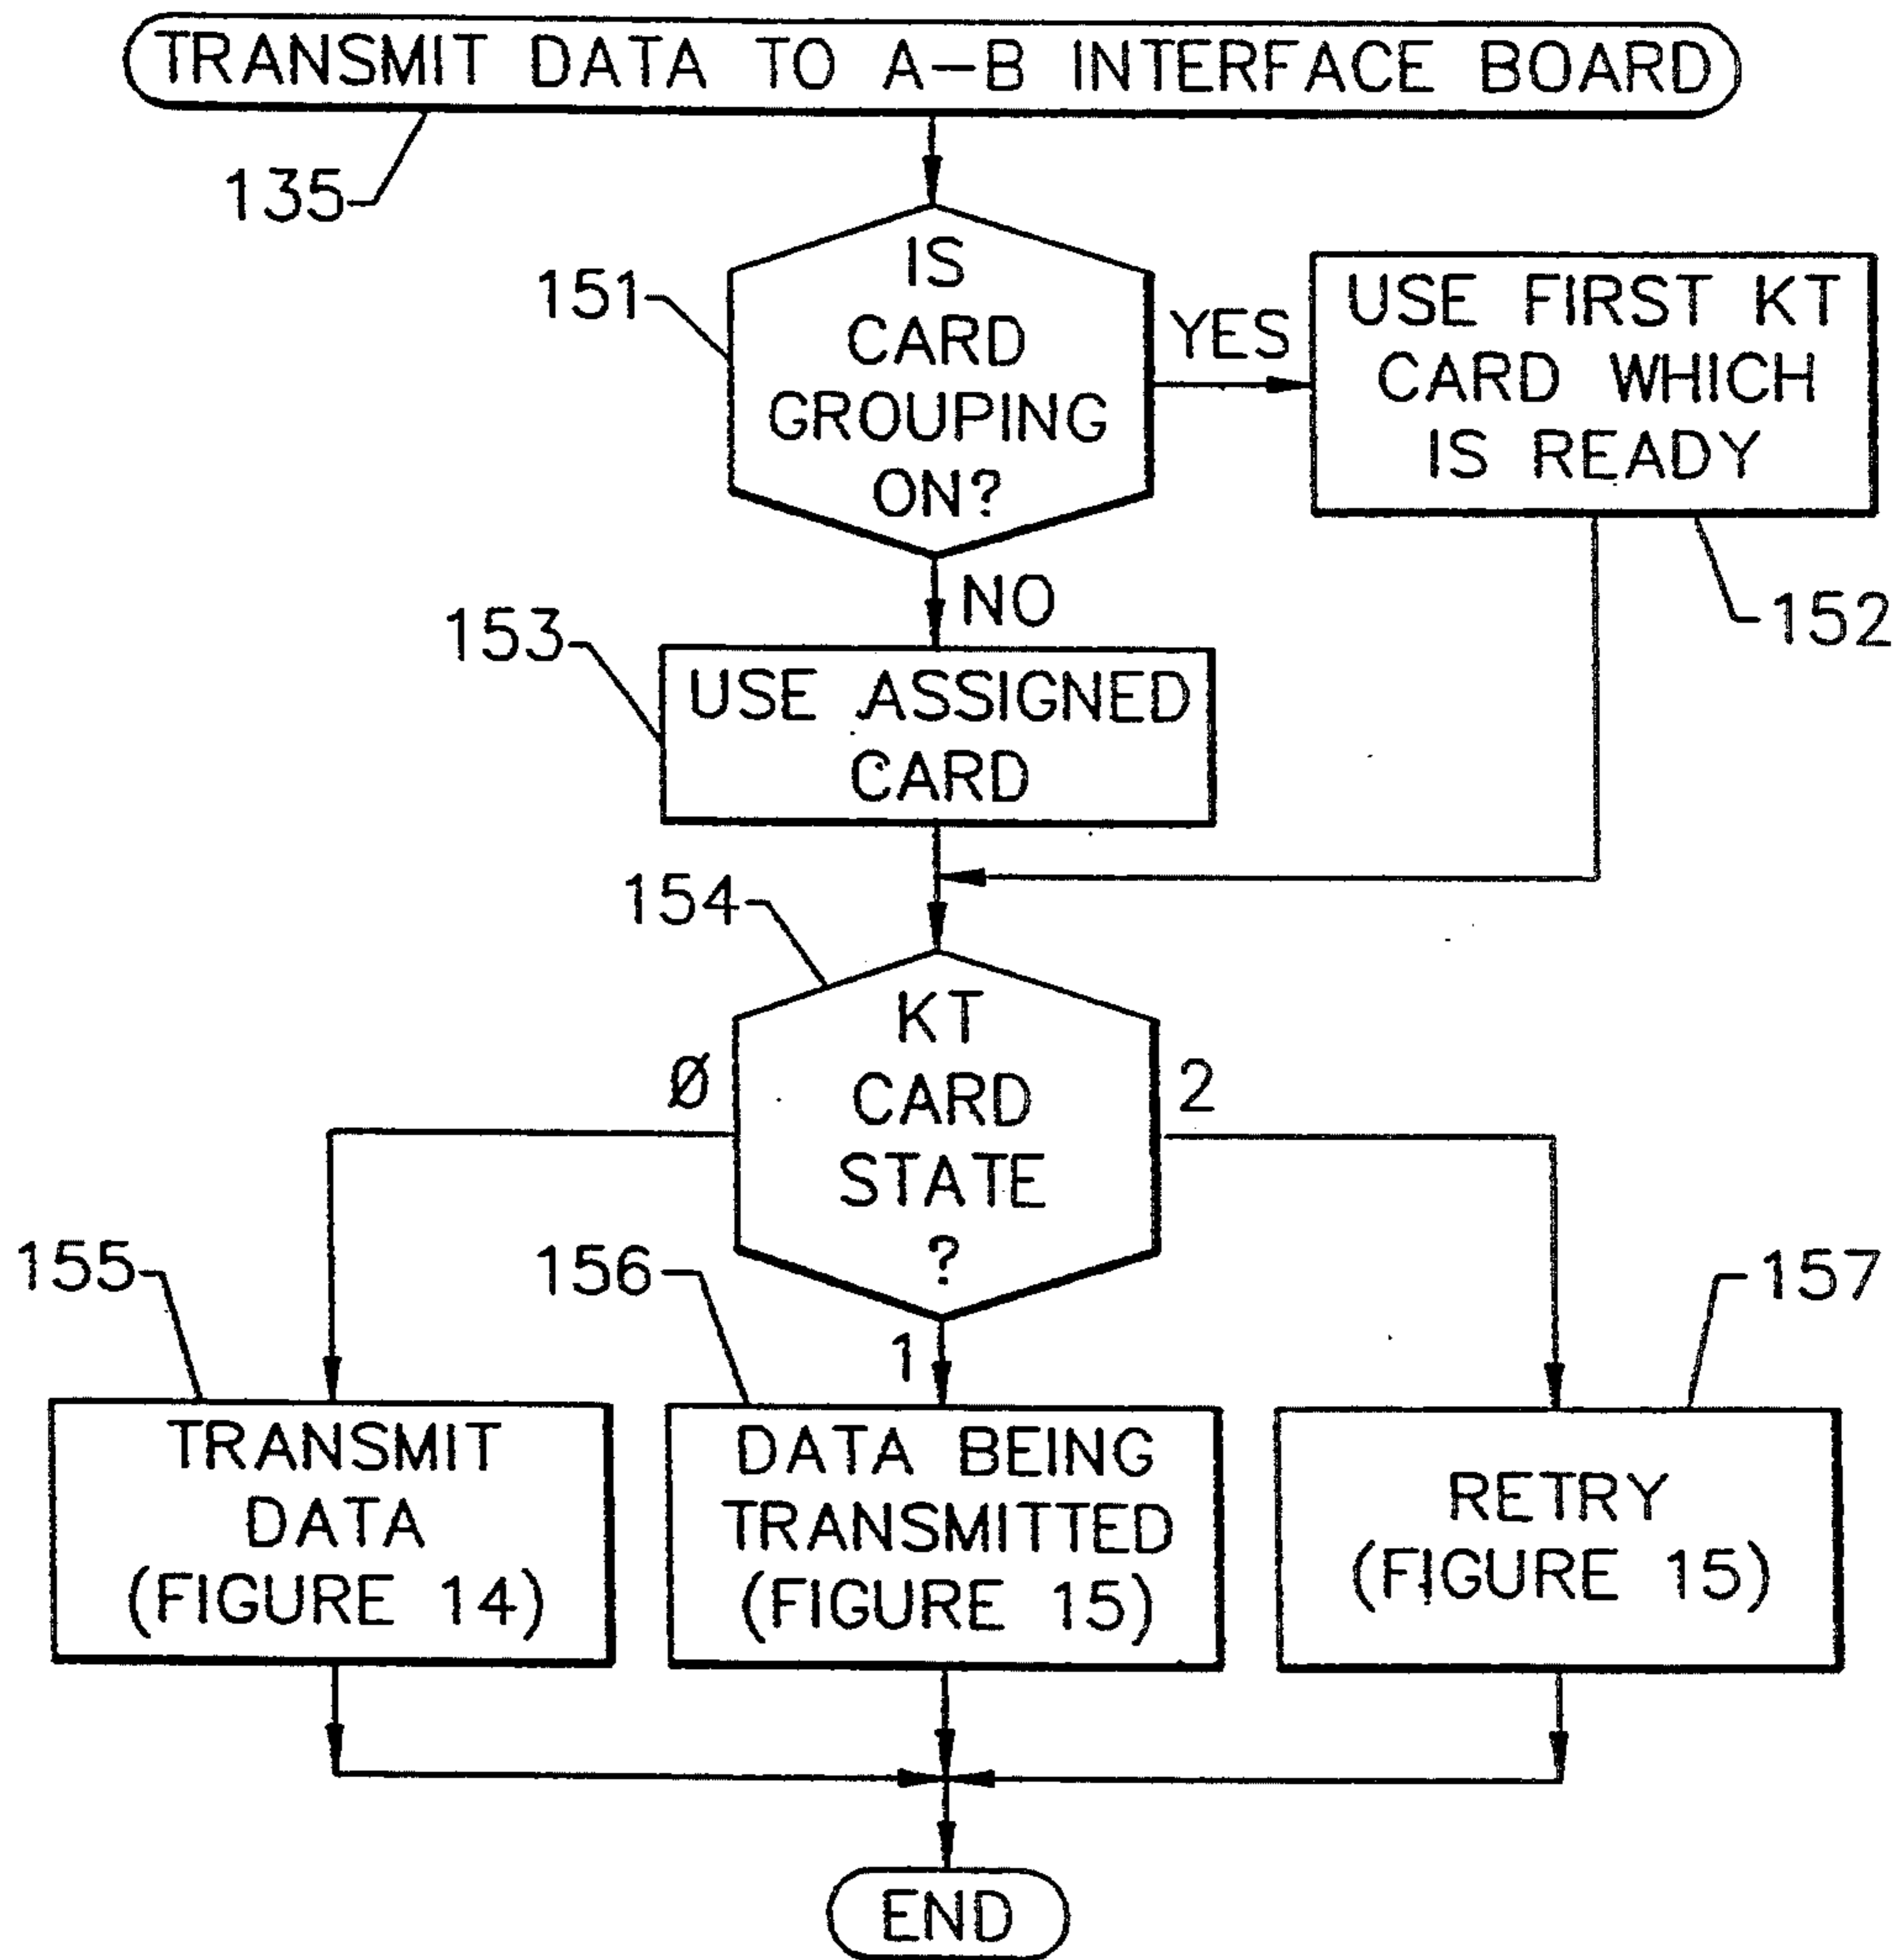 TRANSMIT DATA TO A-B INTERFACE BOARD
135
151
IS
CARD
GROUPING
ON?
YES
USE FIRST KT
CARD WHICH
IS READY
152
NO
153
USE ASSIGNED
CARD
154
KT
CARD
STATE
?
Ø
2
1
155
TRANSMIT
DATA
(FIGURE 14)
156
DATA BEING
TRANSMITTED
(FIGURE 15)
157
RETRY
(FIGURE 15)
END